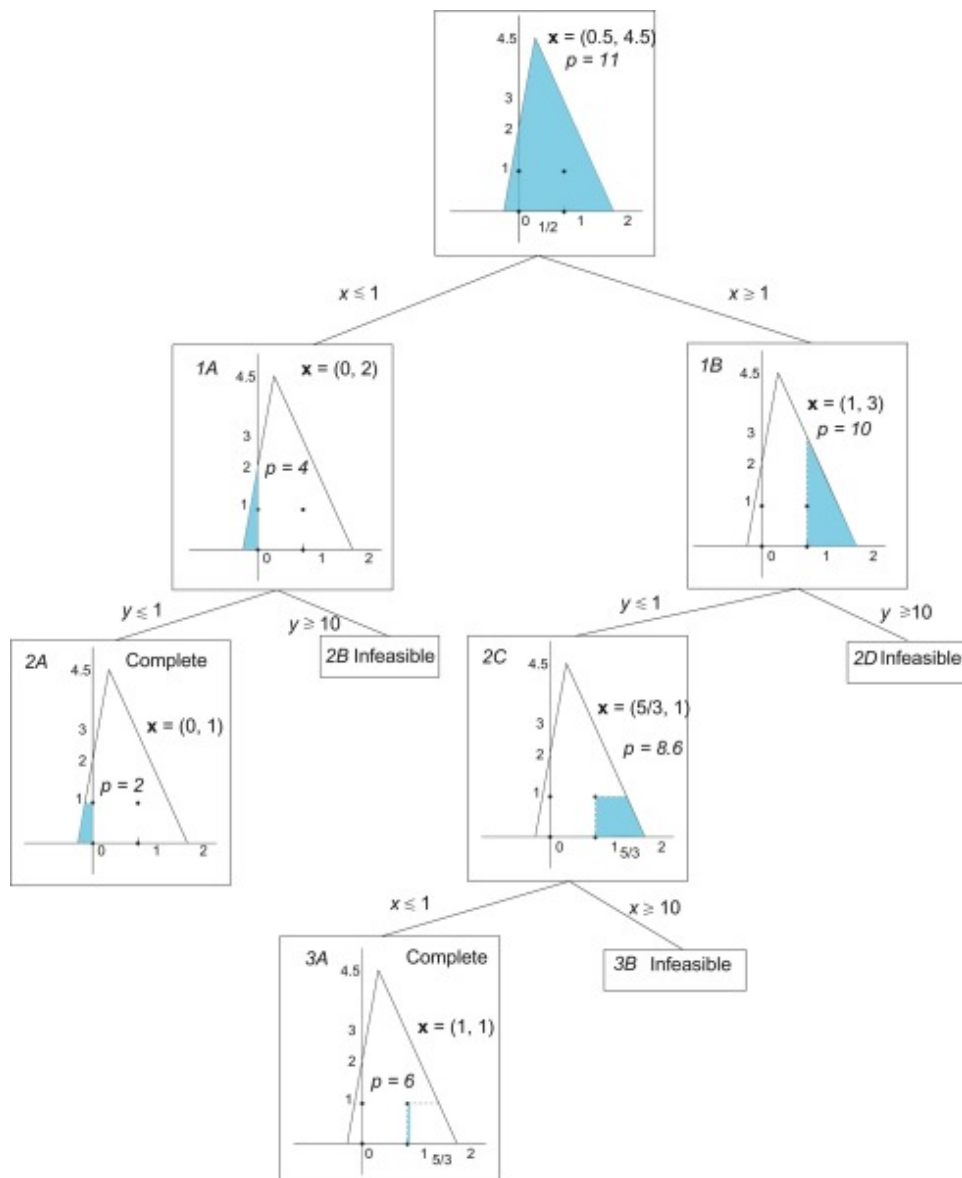 4.5 x = (0.5, 4.5)
p = 11
3
2
1
0 1/2 1 2
x ≤ 1
x ≥ 1
1A x = (0, 2)
4.5
3
2 p = 4
1
0 1 2
1B
4.5
x = (1, 3)
3 p = 10
2
1
0 1 2
y ≤ 1
y ≥ 10
y ≤ 1
y ≥10
2A Complete
4.5
3 x = (0, 1)
2
p = 2
1
0 1 2
2B Infeasible
2C
4.5
x = (5/3, 1)
3
2 p = 8.6
1
0 1 5/3 2
2D Infeasible
x ≤ 1
x ≥ 10
3A Complete
4.5
3 x = (1, 1)
2
p = 6
1
0 1 5/3 2
3B Infeasible